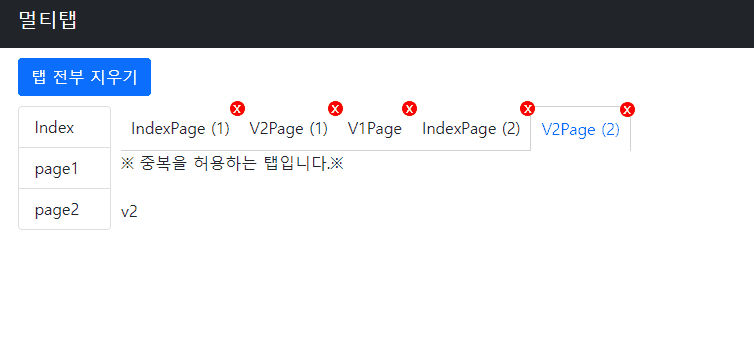 멀티탭
탭 전부 지우기
Index
page1
page2
IndexPage (1) x V2Page (1) x V1Page x IndexPage (2) x V2Page (2) x
※ 중복을 허용하는 탭입니다.※
v2